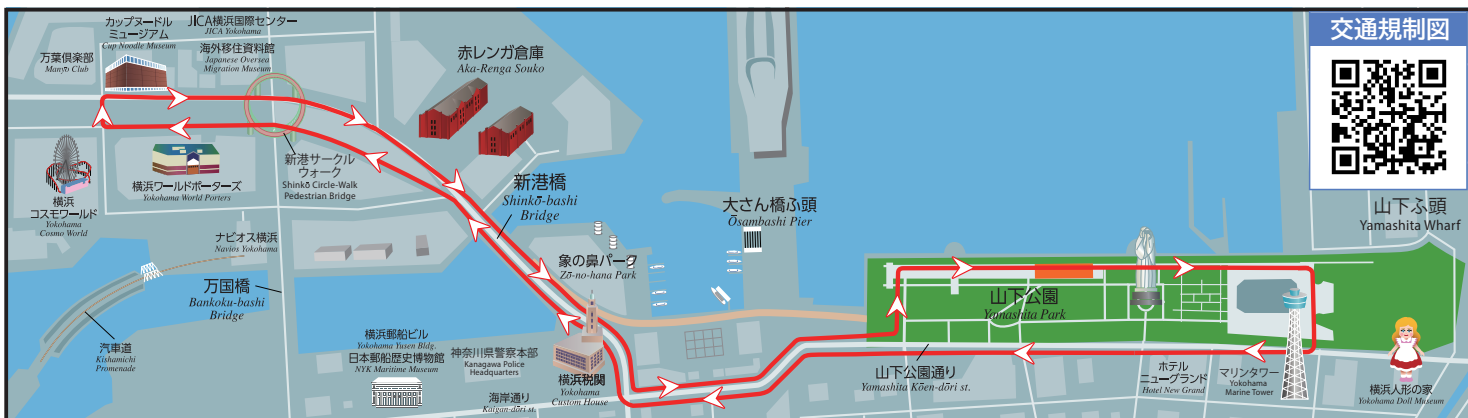 カップヌードル
ミュージアム
Cup Noodle Museum
JICA横浜国際センター
JICA Yokohama
万葉倶楽部
Manyo Club
海外移住資料館
Japanese Oversea
Migration Museum
赤レンガ倉庫
Aka-Renga Souko
交通規制図
新港サークル
ウォーク
Shinkō Circle-Walk
Pedestrian Bridge
横浜ワールドポーターズ
Yokohama World Porters
横浜
コスモワールド
Yokohama
Cosmo World
新港橋
Shinkō-bashi
Bridge
大さん橋ふ頭
Ōsambashi Pier
山下ふ頭
Yamashita Wharf
ナビオス横浜
Navios Yokohama
万国橋
Bankoku-bashi
Bridge
象の鼻パーク
Zō-no-hana Park
山下公園
Yamashita Park
汽車道
Kishamichi
Promenade
横浜郵船ビル
Yokohama Yusen Bldg.
日本郵船歴史博物館
NYK Maritime Museum
神奈川県警察本部
Kanagawa Police
Headquarters
海岸通り
Kaigan-dōri st.
横浜税関
Yokohama
Custom House
山下公園通り
Yamashita Kōen-dōri st.
ホテル
ニューグランド
Hotel New Grand
マリンタワー
Yokohama
Marine Tower
横浜人形の家
Yokohama Doll Museum